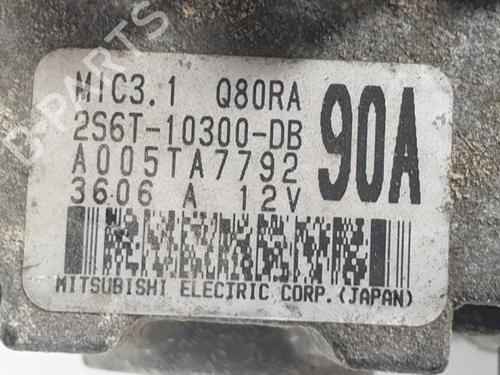 MIC3.1 Q80RA
2S6T-10300-DB
90A
A005TA7792
3606 A 12V
MITSUBISHI ELECTRIC CORP.(JAPAN)
B-PARTS